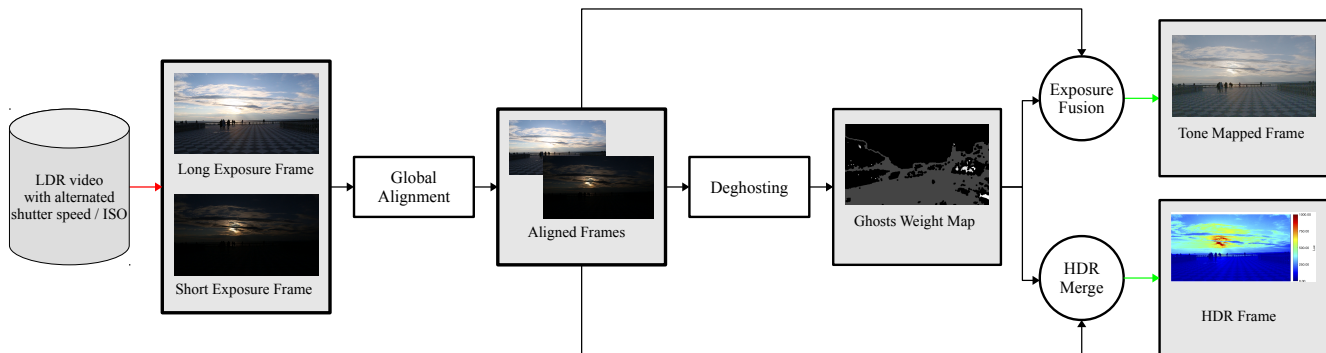 LDR video
with alternated
shutter speed / ISO
Long Exposure Frame
Short Exposure Frame
Global
Alignment
Aligned Frames
Deghosting
Ghosts Weight Map
Exposure
Fusion
HDR
Merge
Tone Mapped Frame
HDR Frame